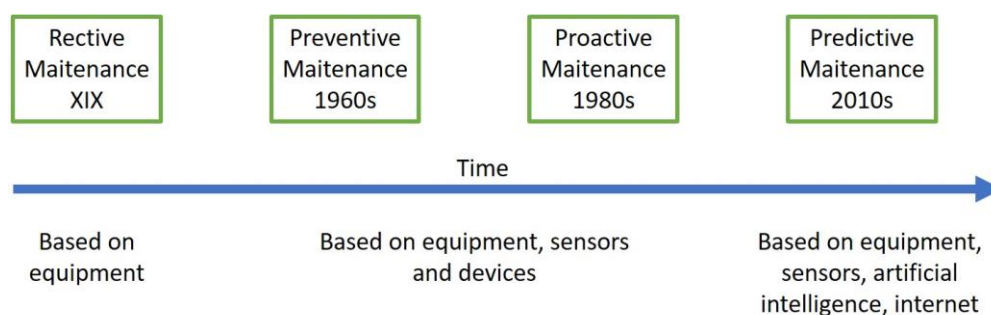 Rective
Maitenance
XIX
Preventive
Maitenance
1960s
Proactive
Maitenance
1980s
Predictive
Maitenance
2010s
Time
Based on
equipment
Based on equipment, sensors
and devices
Based on equipment,
sensors, artificial
intelligence, internet